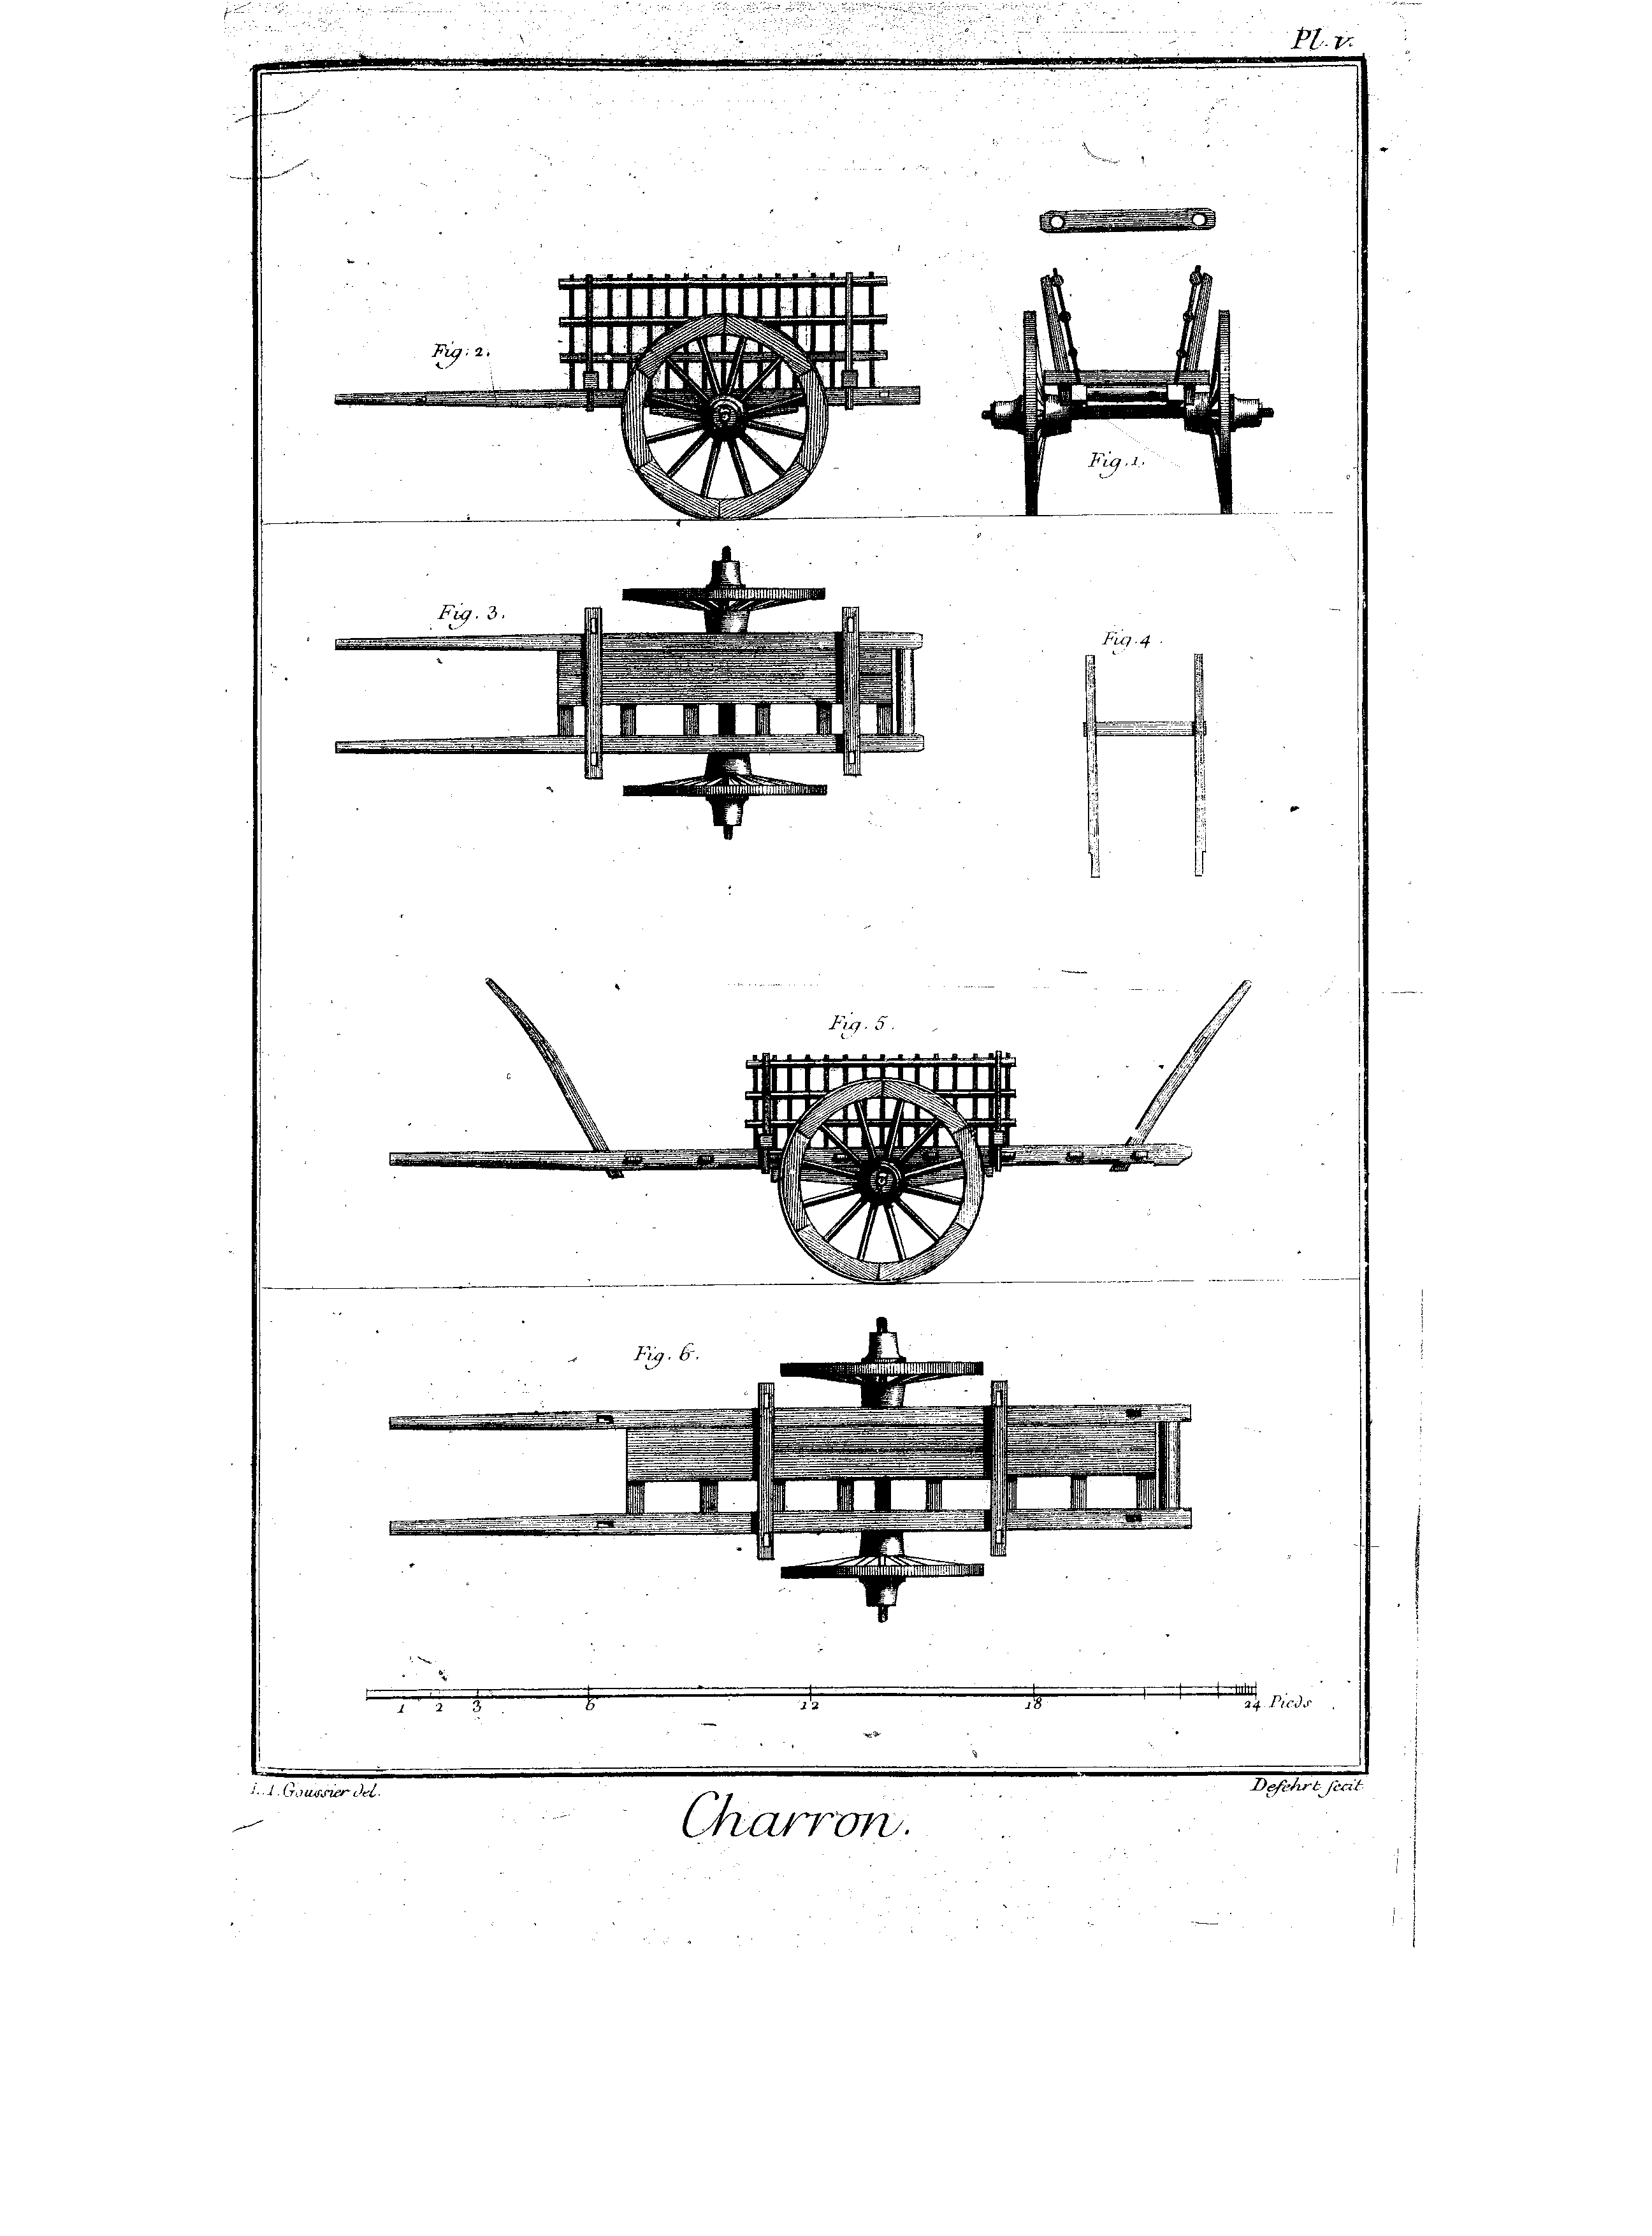 Pl. v.
Fig. 2.
Fig. 1.
Fig. 3.
Fig. 4.
Fig. 5.
Fig. 6.
1 2 3 6 12 18 24 Pieds
Goussier del.
Defehrt fecit
Charron.